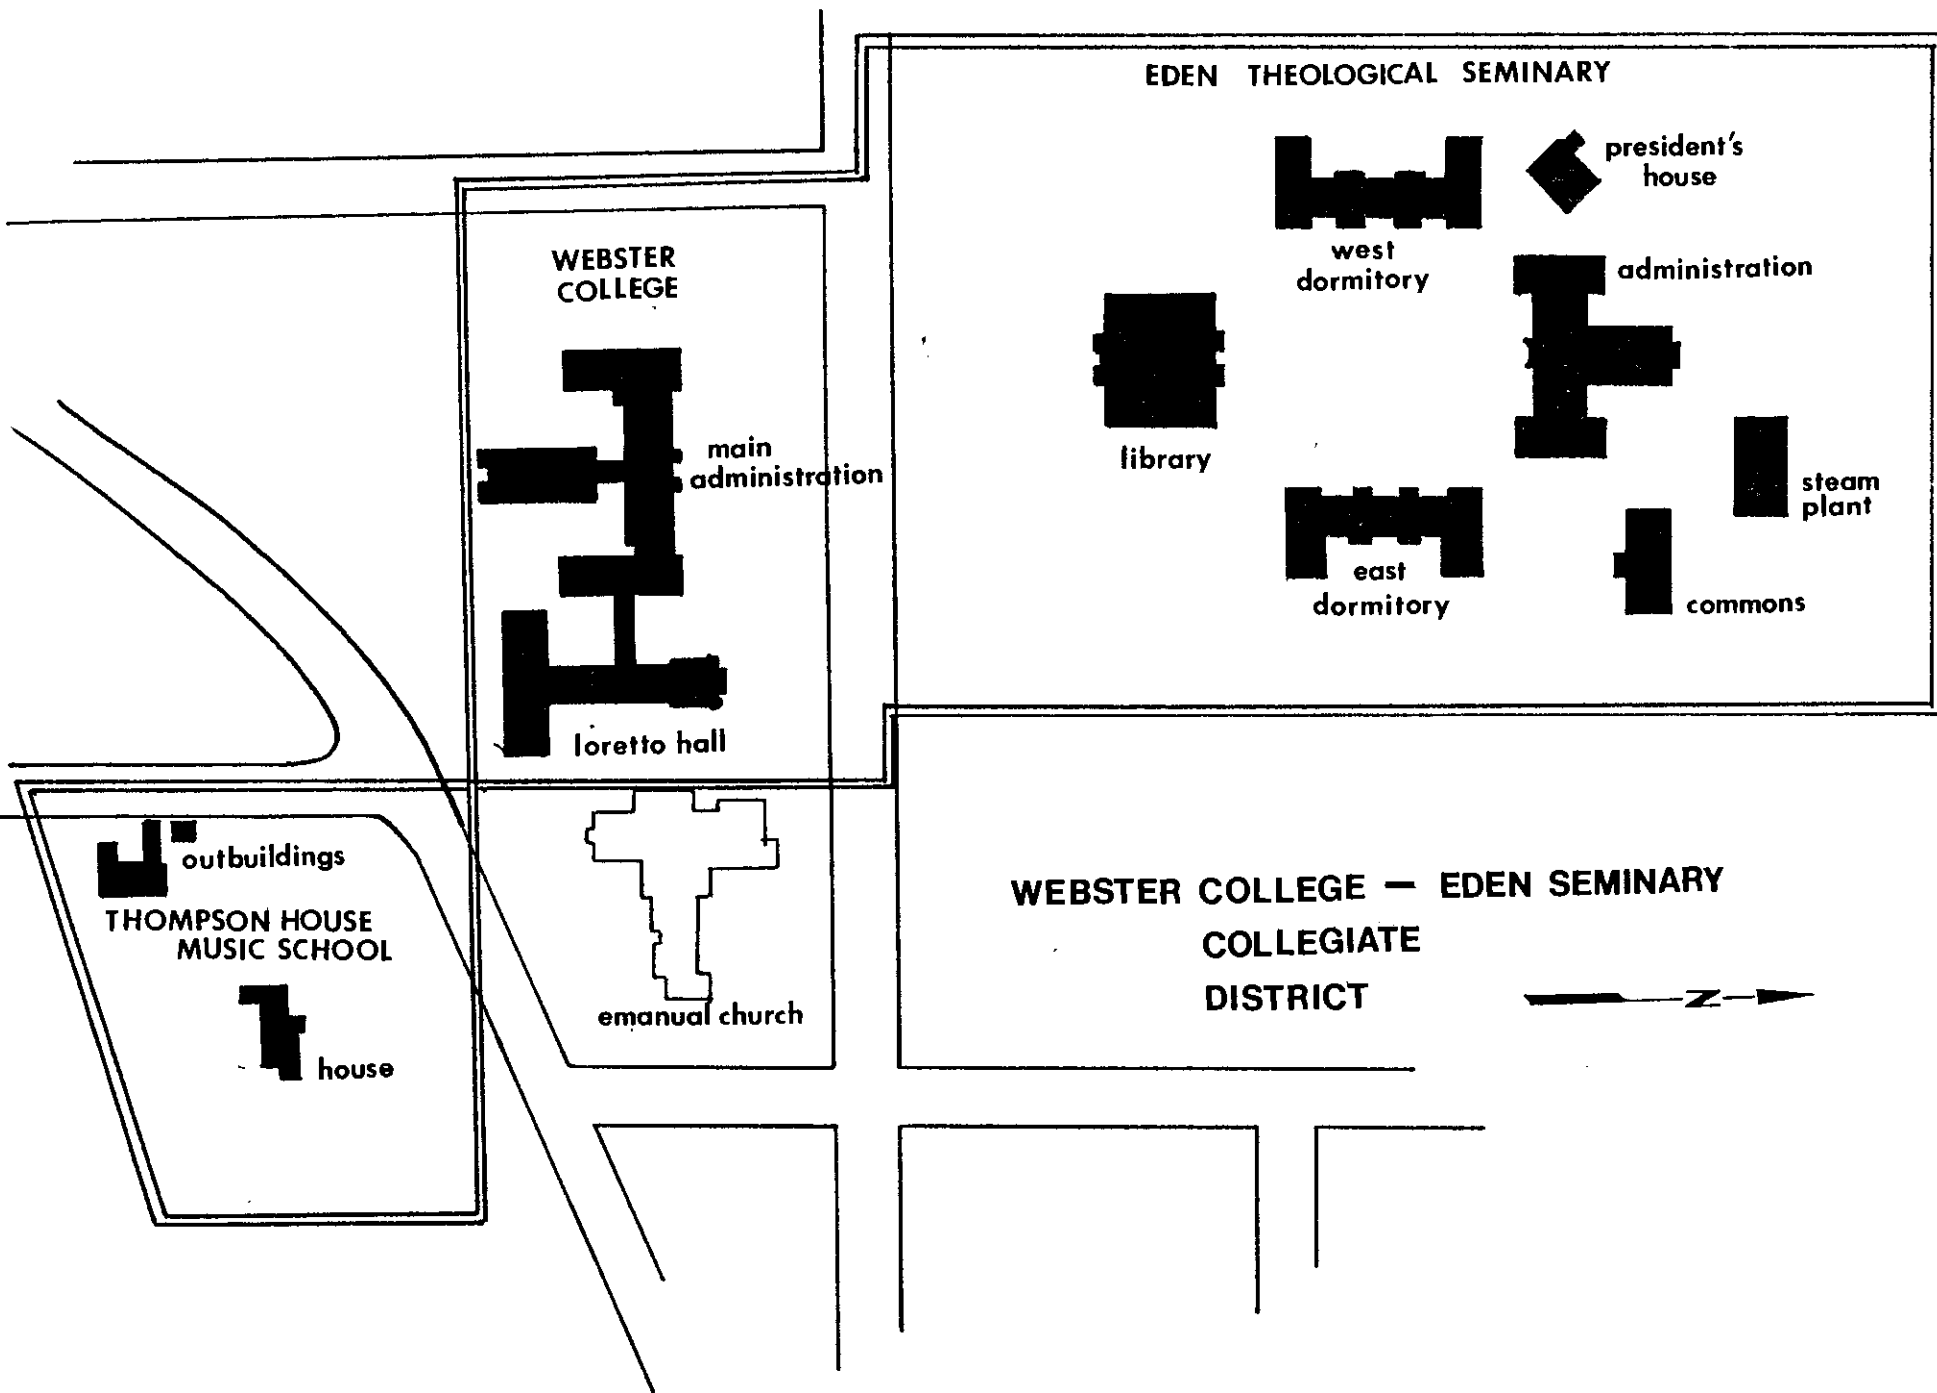 EDEN THEOLOGICAL SEMINARY
president's
house
west
dormitory
administration
WEBSTER
COLLEGE
main
administration
library
steam
plant
east
dormitory
commons
loretto hall
outbuildings
THOMPSON HOUSE
MUSIC SCHOOL
WEBSTER COLLEGE — EDEN SEMINARY
COLLEGIATE
DISTRICT
N
emanual church
house